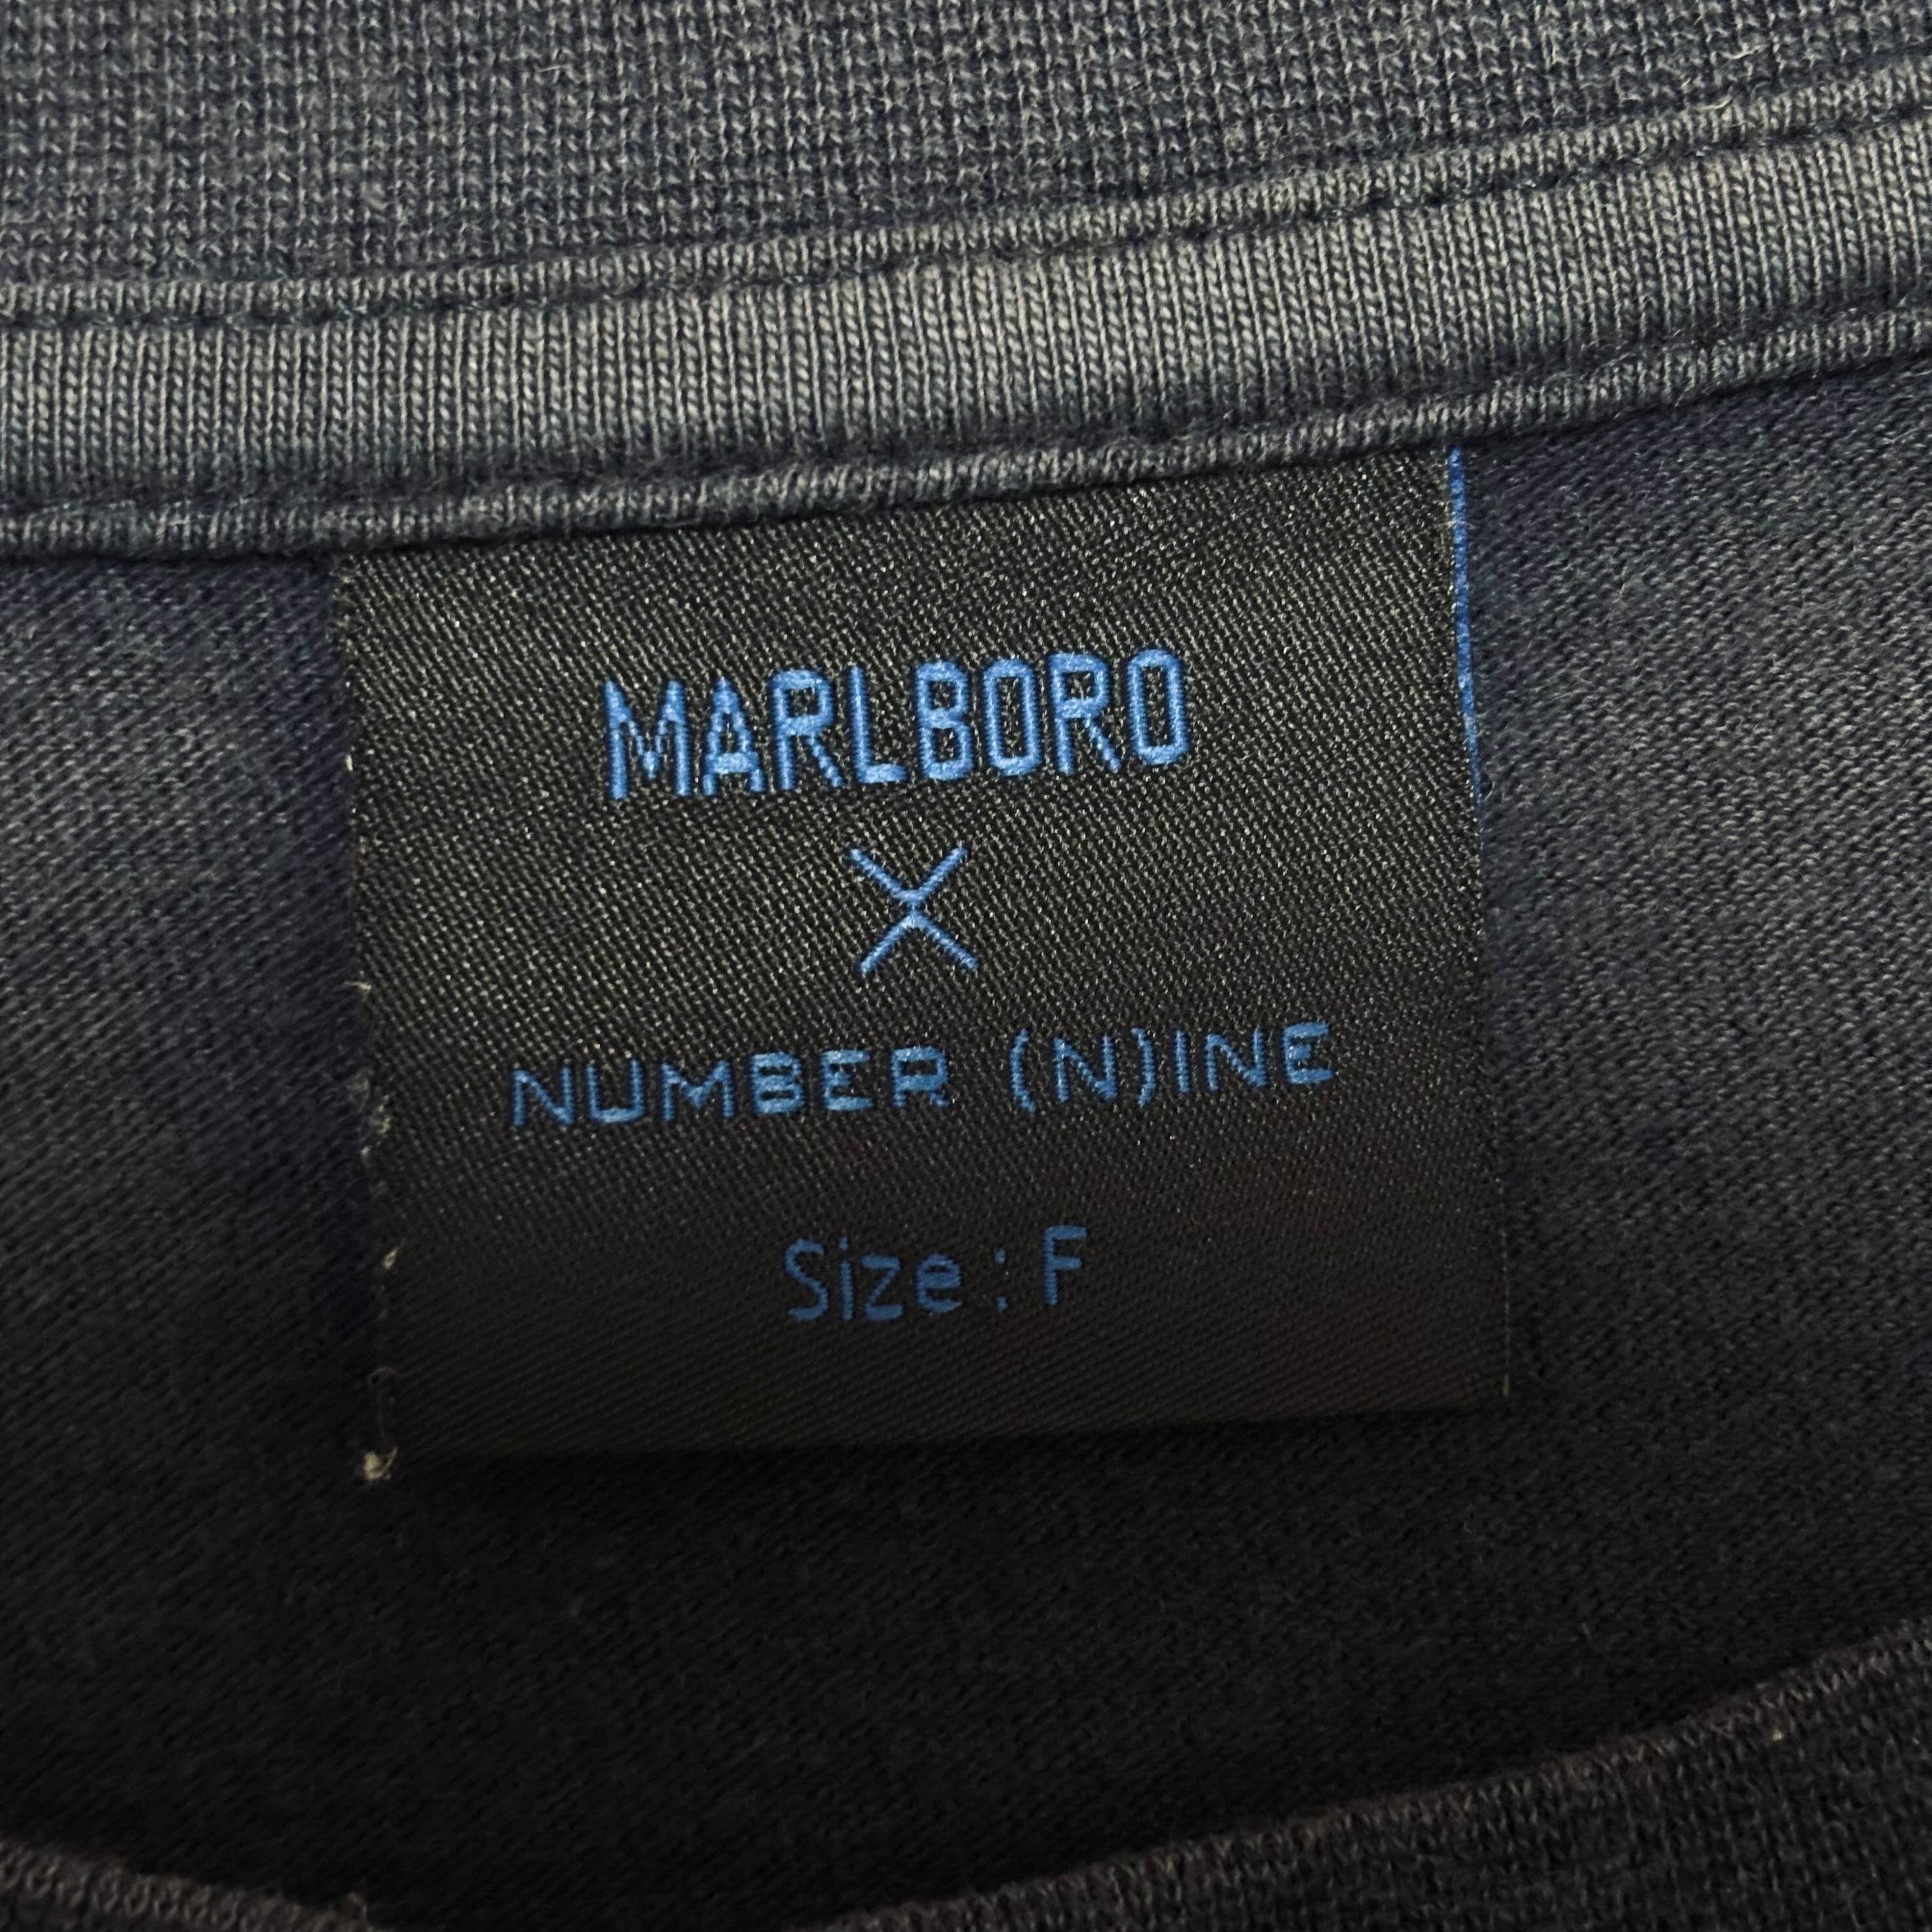 MARLBORO
X
NUMBER (N)INE
Size : F